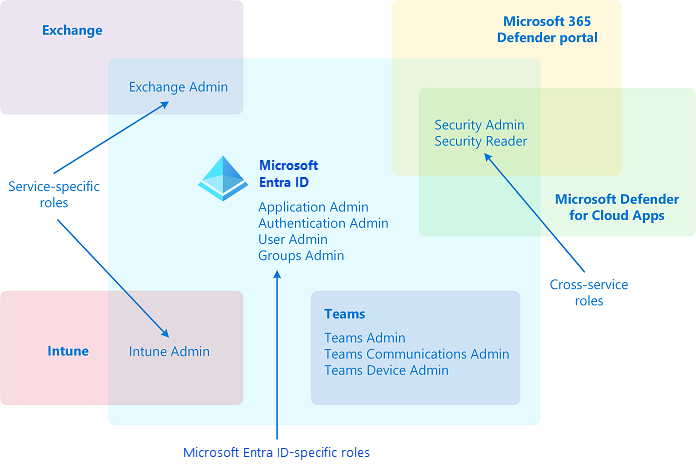 Exchange
Exchange Admin
Microsoft 365
Defender portal
Security Admin
Security Reader
Service-specific
roles
Microsoft
Entra ID
Application Admin
Authentication Admin
User Admin
Groups Admin
Microsoft Defender
for Cloud Apps
Cross-service
roles
Intune
Intune Admin
Teams
Teams Admin
Teams Communications Admin
Teams Device Admin
Microsoft Entra ID-specific roles